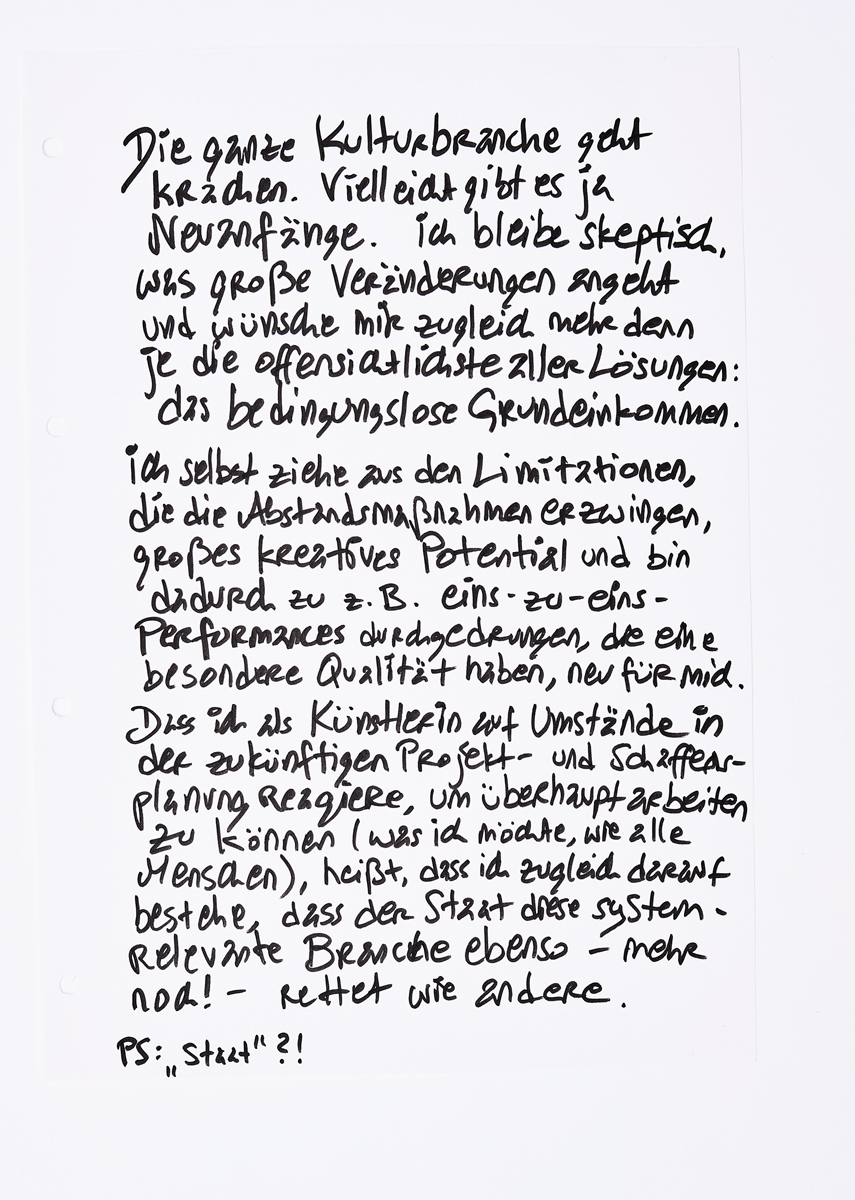 Die ganze Kulturbranche geht
krachen. Vielleicht gibt es ja
Neuanfänge. ich bleibe skeptisch,
was große Veränderungen angeht
und wünsche mir zugleich mehr denn
je die offensichtlichste aller Lösungen:
das bedingungslose Grundeinkommen.
ich selbst ziehe aus den Limitationen,
die die Abstandsmaßnahmen erzwingen,
großes kreatives Potential und bin
dadurch zu z.B. eins-zu-eins-
Performances durchgedrungen, die eine
besondere Qualität haben, neu für mich.
Dass ich als Künstlerin auf Umstände in
der zukünftigen Projekt- und Schaffens-
planung reagiere, um überhaupt arbeiten
zu können (was ich möchte, wie alle
Menschen), heißt, dass ich zugleich darauf
bestehe, dass der Staat diese system-
relevante Branche ebenso – mehr
noch! – rettet wie andere.
PS: „Staat“ ?!